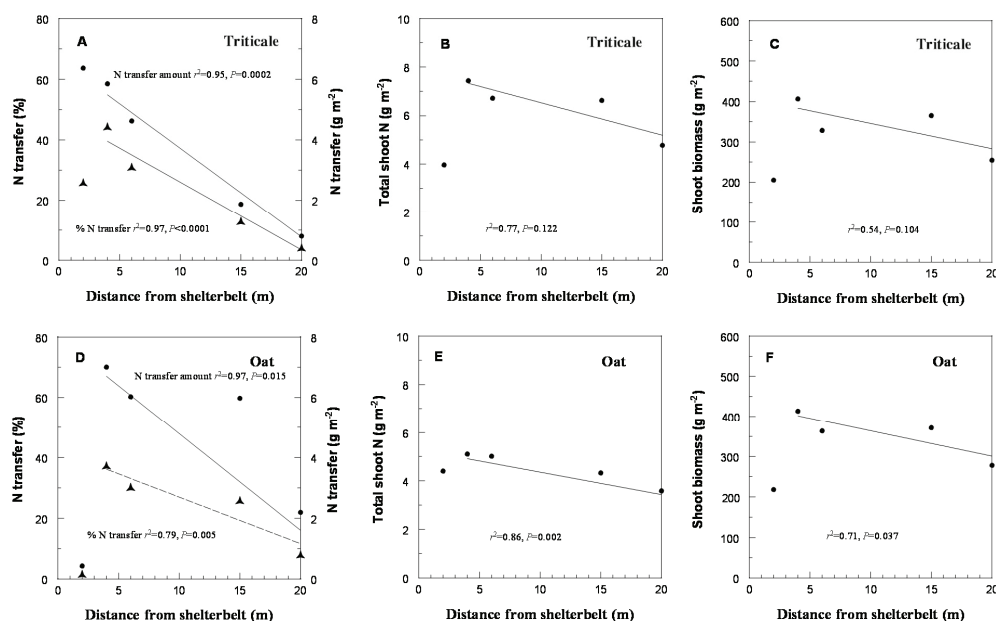 A
Triticale
N transfer amount r²=0.95, P=0.0002
% N transfer r²=0.97, P<0.0001
80
60
40
20
0
8
6
4
2
0
0 5 10 15 20
N transfer (%)
N transfer (g m-2)
Distance from shelterbelt (m)
B
Triticale
r²=0.77, P=0.122
10
8
6
4
2
0
0 5 10 15 20
Total shoot N (g m-2)
Distance from shelterbelt (m)
C
Triticale
r²=0.54, P=0.104
600
500
400
300
200
100
0
0 5 10 15 20
Shoot biomass (g m-2)
Distance from shelterbelt (m)
D
Oat
N transfer amount r²=0.97, P=0.015
% N transfer r²=0.79, P=0.005
80
60
40
20
0
8
6
4
2
0
0 5 10 15 20
N transfer (%)
N transfer (g m-2)
Distance from shelterbelt (m)
E
Oat
r²=0.86, P=0.002
10
8
6
4
2
0
0 5 10 15 20
Total shoot N (g m-2)
Distance from shelterbelt (m)
F
Oat
r²=0.71, P=0.037
600
500
400
300
200
100
0
0 5 10 15 20
Shoot biomass (g m-2)
Distance from shelterbelt (m)